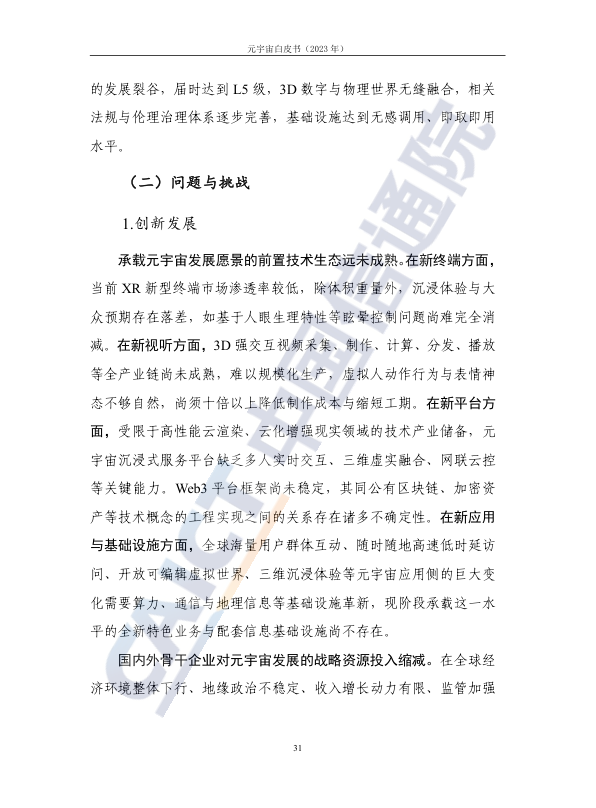 元宇宙白皮书（2023 年）
的发展裂谷，届时达到 L5 级，3D 数字与物理世界无缝融合，相关
法规与伦理治理体系逐步完善，基础设施达到无感调用、即取即用
水平。
（二）问题与挑战
1.创新发展
承载元宇宙发展愿景的前置技术生态远未成熟。在新终端方面，
当前 XR 新型终端市场渗透率较低，除体积重量外，沉浸体验与大
众预期存在落差，如基于人眼生理特性等眩晕控制问题尚难完全消
减。在新视听方面，3D 强交互视频采集、制作、计算、分发、播放
等全产业链尚未成熟，难以规模化生产，虚拟人动作行为与表情神
态不够自然，尚须十倍以上降低制作成本与缩短工期。在新平台方
面，受限于高性能云渲染、云化增强现实领域的技术产业储备，元
宇宙沉浸式服务平台缺乏多人实时交互、三维虚实融合、网联云控
等关键能力。Web3 平台框架尚未稳定，其同公有区块链、加密资
产等技术概念的工程实现之间的关系存在诸多不确定性。在新应用
与基础设施方面，全球海量用户群体互动、随时随地高速低时延访
问、开放可编辑虚拟世界、三维沉浸体验等元宇宙应用侧的巨大变
化需要算力、通信与地理信息等基础设施革新，现阶段承载这一水
平的全新特色业务与配套信息基础设施尚不存在。
国内外骨干企业对元宇宙发展的战略资源投入缩减。在全球经
济环境整体下行、地缘政治不稳定、收入增长动力有限、监管加强
31
CAICT 中国信通院